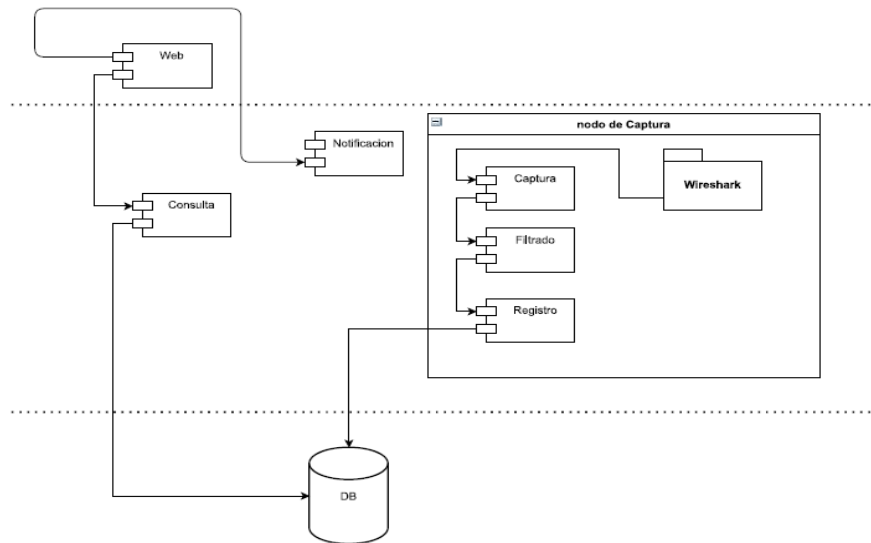 Web
nodo de Captura
Notificacion
Captura
Wireshark
Consulta
Filtrado
Registro
DB